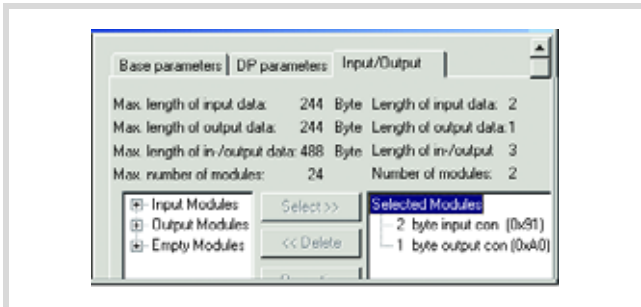 Base parameters DP parameters Input/Output
Max. length of input data: 244 Byte Length of input data: 2
Max. length of output data: 244 Byte Length of output data: 1
Max. length of in-/output data: 488 Byte Length of in-/output 3
Max. number of modules: 24 Number of modules: 2
Input Modules
Output Modules
Empty Modules
Select >>
<< Delete
Selected Modules
2 byte input con (0x91)
1 byte output con (0xA0)